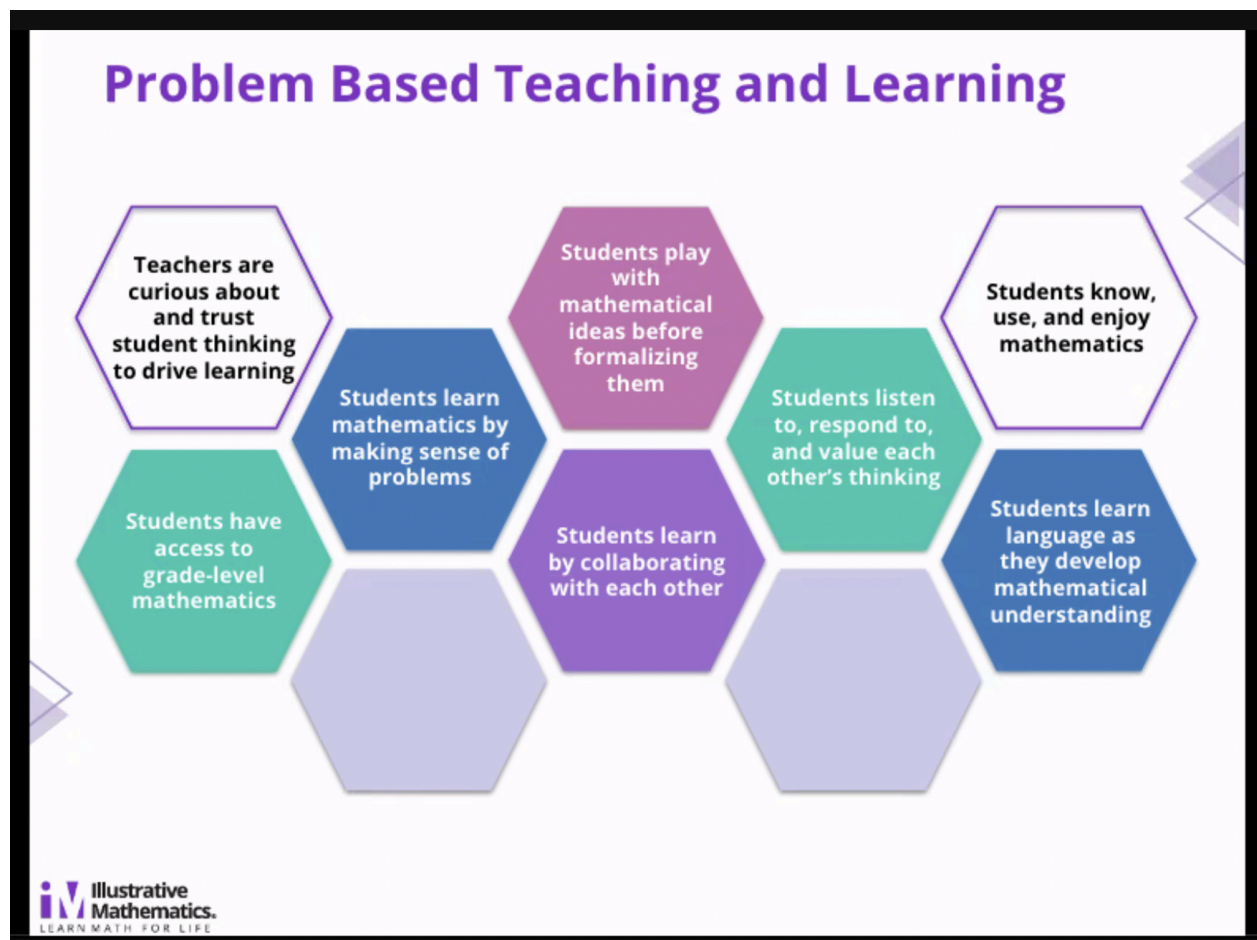 Problem Based Teaching and Learning
Teachers are
curious about
and trust
student thinking
to drive learning
Students play
with
mathematical
ideas before
formalizing
them
Students know,
use, and enjoy
mathematics
Students learn
mathematics by
making sense of
problems
Students listen
to, respond to,
and value each
other's thinking
Students have
access to
grade-level
mathematics
Students learn
by collaborating
with each other
Students learn
language as
they develop
mathematical
understanding
iM
Illustrative
Mathematics.
LEARN MATH FOR LIFE